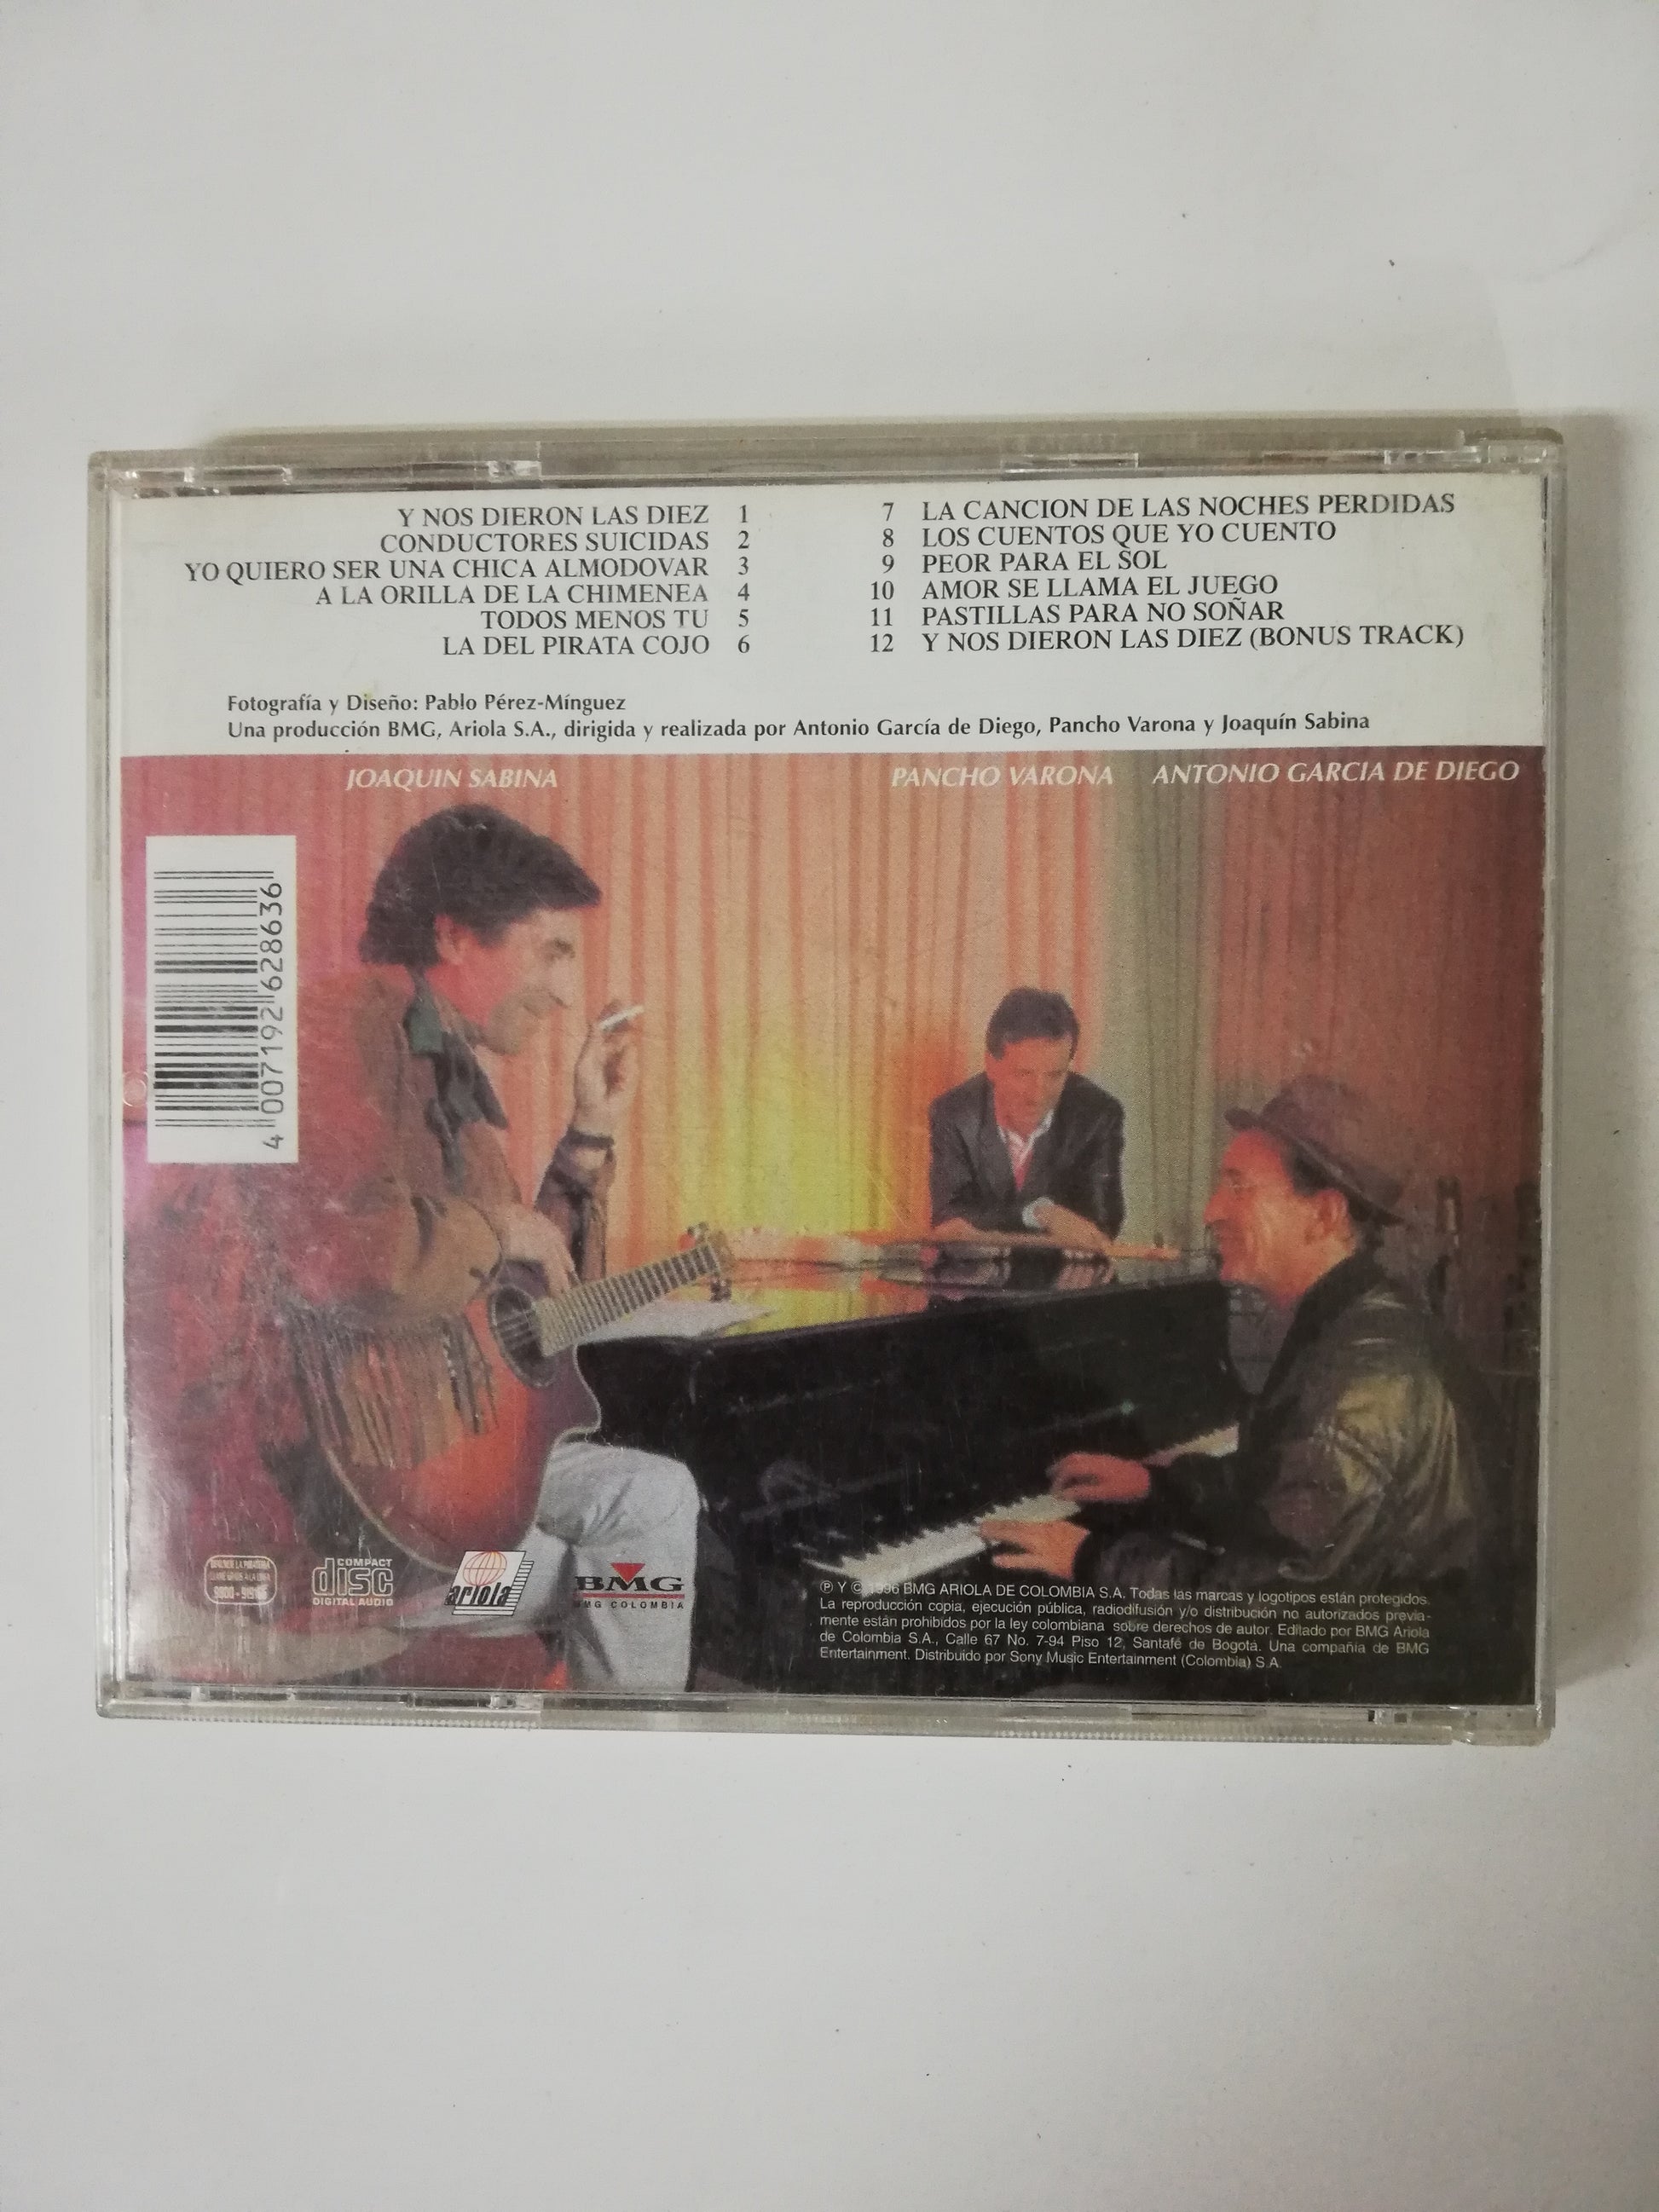 Y NOS DIERON LAS DIEZ 1
CONDUCTORES SUICIDAS 2
YO QUIERO SER UNA CHICA ALMODOVAR 3
A LA ORILLA DE LA CHIMENEA 4
TODOS MENOS TU 5
LA DEL PIRATA COJO 6
7 LA CANCION DE LAS NOCHES PERDIDAS
8 LOS CUENTOS QUE YO CUENTO
9 PEOR PARA EL SOL
10 AMOR SE LLAMA EL JUEGO
11 PASTILLAS PARA NO SOÑAR
12 Y NOS DIERON LAS DIEZ (BONUS TRACK)
Fotografía y Diseño: Pablo Pérez-Mínguez
Una producción BMG, Ariola S.A., dirigida y realizada por Antonio García de Diego, Pancho Varona y Joaquín Sabina
JOAQUIN SABINA
PANCHO VARONA
ANTONIO GARCIA DE DIEGO
4 007192 628636
COMPACT
disc
DIGITAL AUDIO
ariola
BMG
BMG COLOMBIA
℗ Y © 1996 BMG ARIOLA DE COLOMBIA S.A. Todas las marcas y logotipos están protegidos.
La reproducción copia, ejecución pública, radiodifusión y/o distribución no autorizados previa-
mente están prohibidos por la ley colombiana sobre derechos de autor. Editado por BMG Ariola
de Colombia S.A., Calle 67 No. 7-94 Piso 12, Santafé de Bogotá. Una compañía de BMG
Entertainment. Distribuido por Sony Music Entertainment (Colombia) S.A.